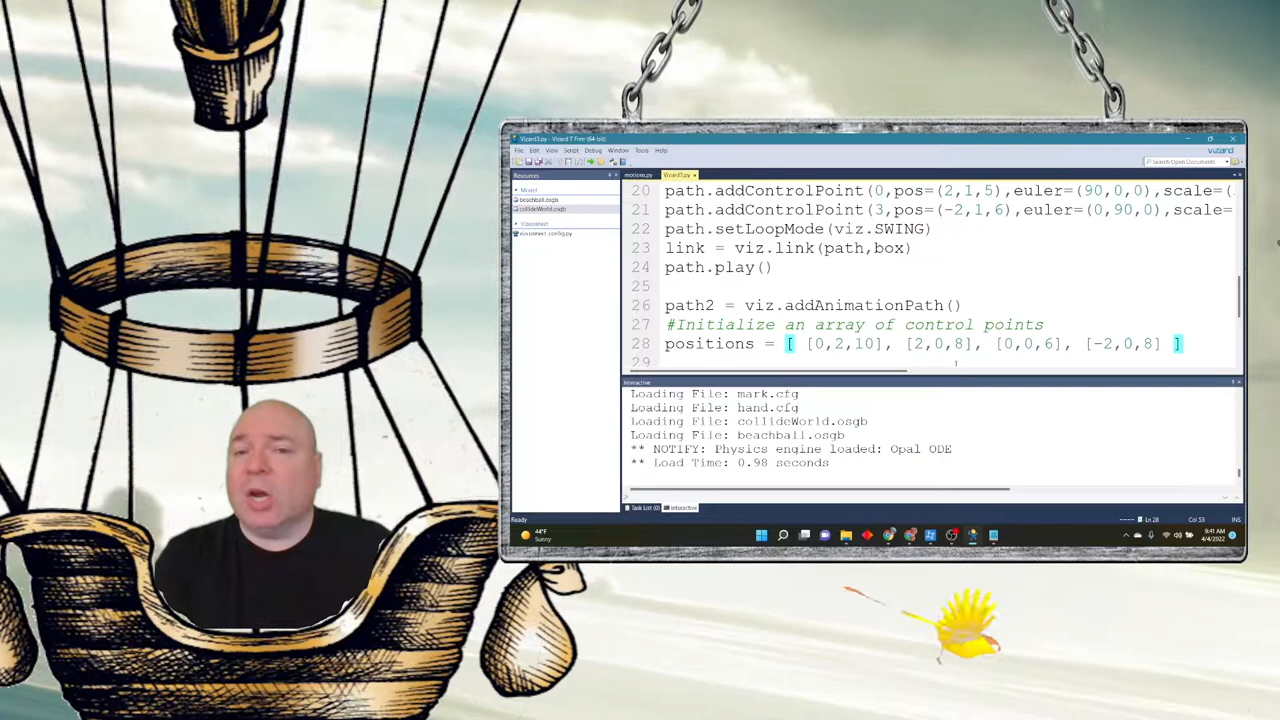 Vizard3.py - Vizard 7 Free (64-bit)
File Edit View Script Debug Window Tools Help
vizard
Search Open Documents
Resources
motions.py Vizard3.py
Model
beachball.osgb
collideWorld.osgb
Vizconnect
vizconnect_config.py
20 path.addControlPoint(0,pos=(2,1,5),euler=(90,0,0),scale=(.
21 path.addControlPoint(3,pos=(-2,1,6),euler=(0,90,0),scale=
22 path.setLoopMode(viz.SWING)
23 link = viz.link(path,box)
24 path.play()
25
26 path2 = viz.addAnimationPath()
27 #Initialize an array of control points
28 positions = [ [0,2,10], [2,0,8], [0,0,6], [-2,0,8] ]
29
Interactive
Loading File: mark.cfg
Loading File: hand.cfg
Loading File: collideWorld.osgb
Loading File: beachball.osgb
** NOTIFY: Physics engine loaded: Opal ODE
** Load Time: 0.98 seconds
>
Task List (0) Interactive
Ready
Ln 28 Col 53 INS
44°F
Sunny
9:41 AM
4/4/2022